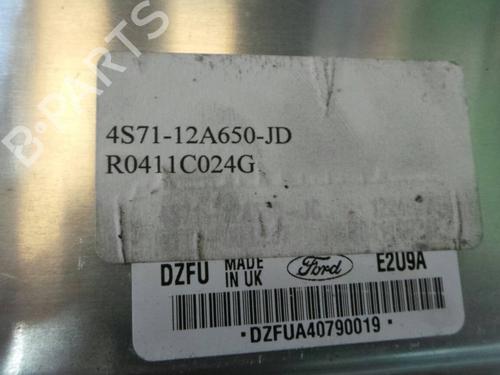 B-PARTS
4S71-12A650-JD
R0411C024G
DZFU MADE IN UK Ford E2U9A
·DZFUA40790019·